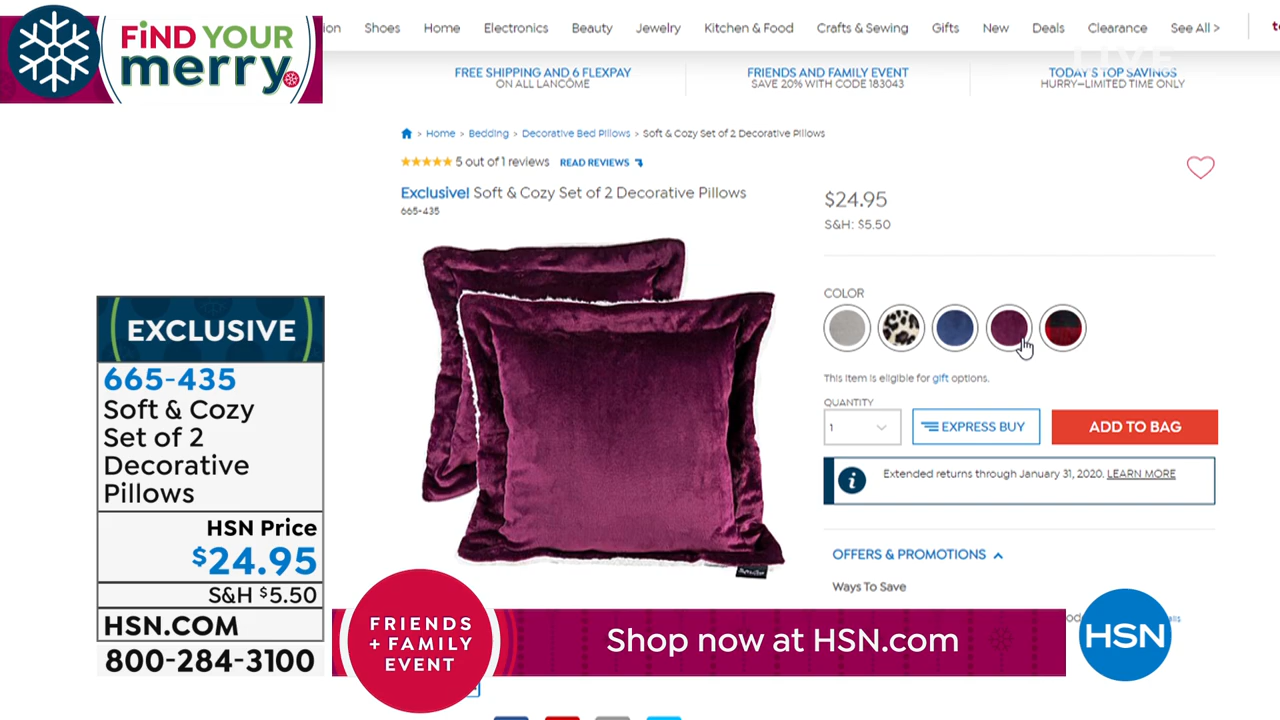 FiND YOUR
merry
ion
Shoes
Home
Electronics
Beauty
Jewelry
Kitchen & Food
Crafts & Sewing
Gifts
New
Deals
Clearance
See All >
LIVE
FREE SHIPPING AND 6 FLEXPAY
ON ALL LANCÔME
FRIENDS AND FAMILY EVENT
SAVE 20% WITH CODE 183043
TODAY'S TOP SAVINGS
HURRY—LIMITED TIME ONLY
> Home > Bedding > Decorative Bed Pillows > Soft & Cozy Set of 2 Decorative Pillows
5 out of 1 reviews READ REVIEWS
Exclusive! Soft & Cozy Set of 2 Decorative Pillows
665-435
$24.95
S&H: $5.50
COLOR
This item is eligible for gift options.
QUANTITY
1
EXPRESS BUY
ADD TO BAG
i
Extended returns through January 31, 2020. LEARN MORE
OFFERS & PROMOTIONS
Ways To Save
EXCLUSIVE
665-435
Soft & Cozy
Set of 2
Decorative
Pillows
HSN Price
$24.95
S&H $5.50
HSN.COM
800-284-3100
FRIENDS
+ FAMILY
EVENT
Shop now at HSN.com
HSN